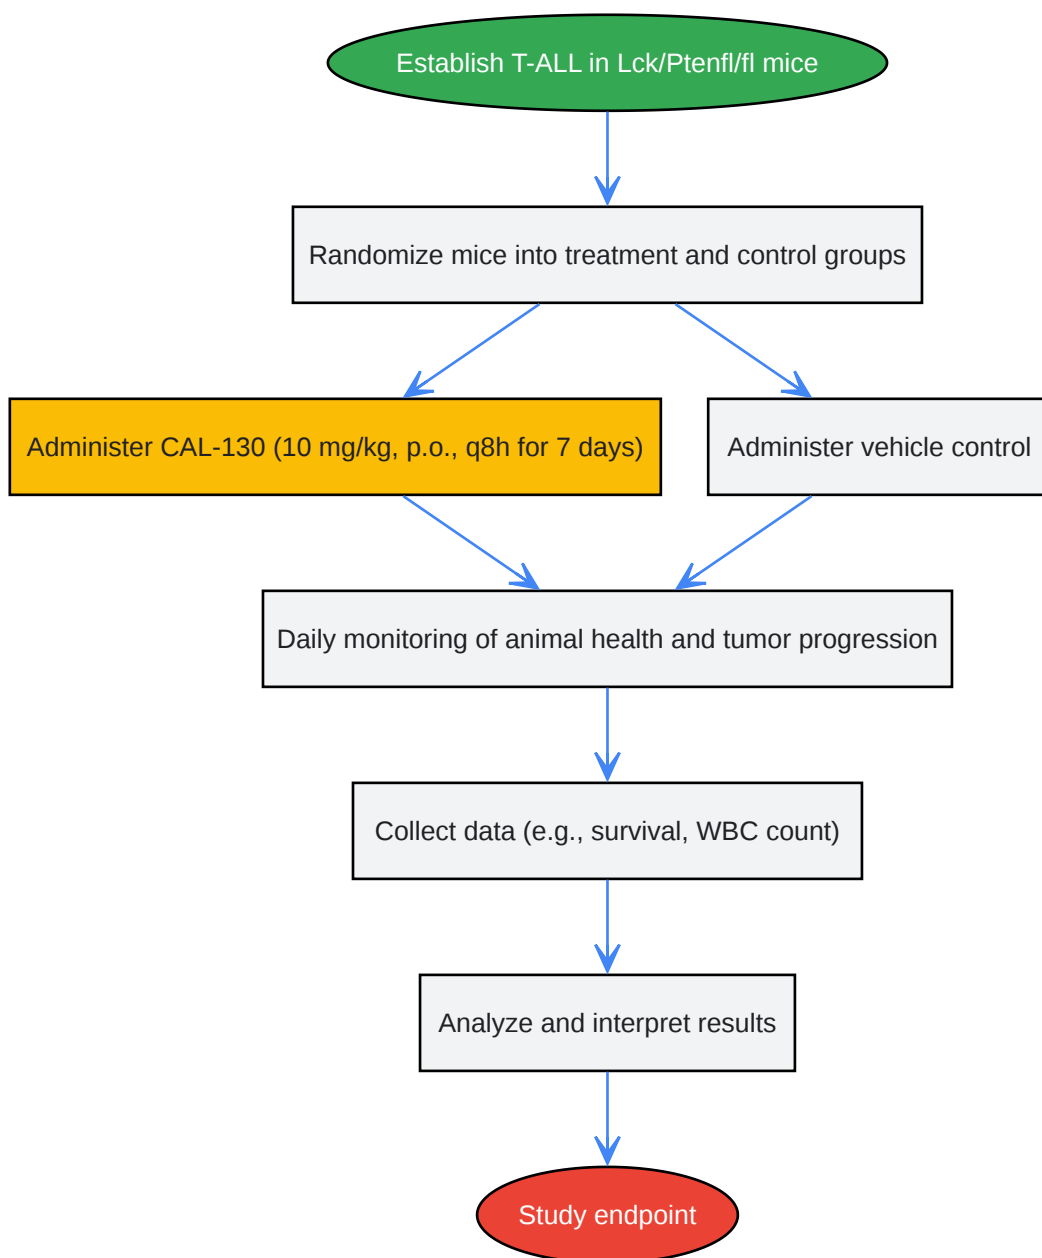 Establish T-ALL in Lck/Ptenfl/fl mice
Randomize mice into treatment and control groups
Administer CAL-130 (10 mg/kg, p.o., q8h for 7 days)
Administer vehicle control
Daily monitoring of animal health and tumor progression
Collect data (e.g., survival, WBC count)
Analyze and interpret results
Study endpoint